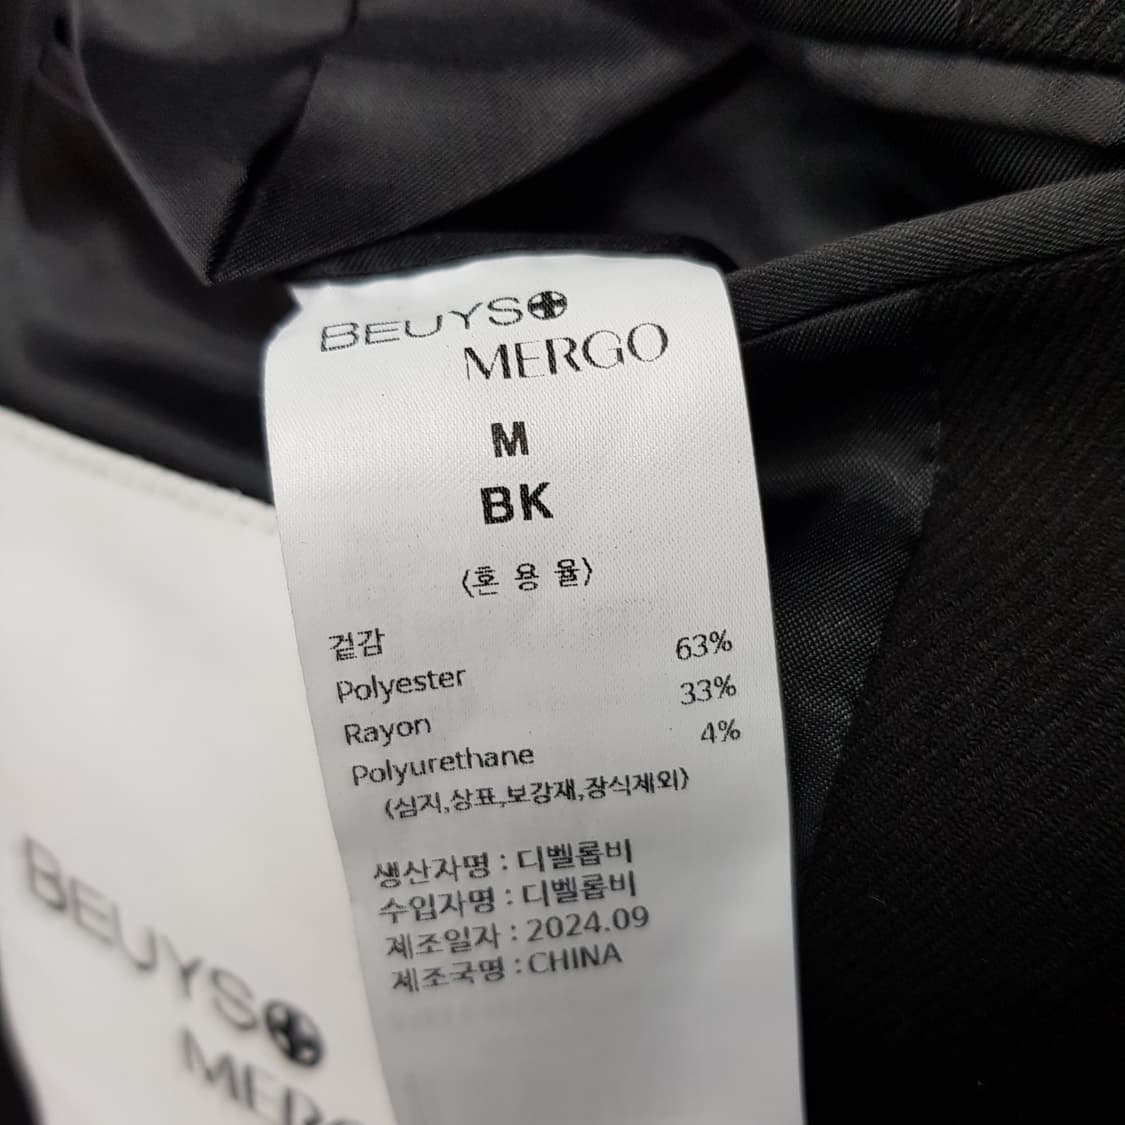 BEUYS
MERGO
M
BK
(혼 용 율)
겉감
Polyester 63%
Rayon 33%
Polyurethane 4%
(심지,상표,보강재,장식제외)
생산자명 : 디벨롭비
수입자명 : 디벨롭비
제조일자 : 2024.09
제조국명 : CHINA
BEUYS